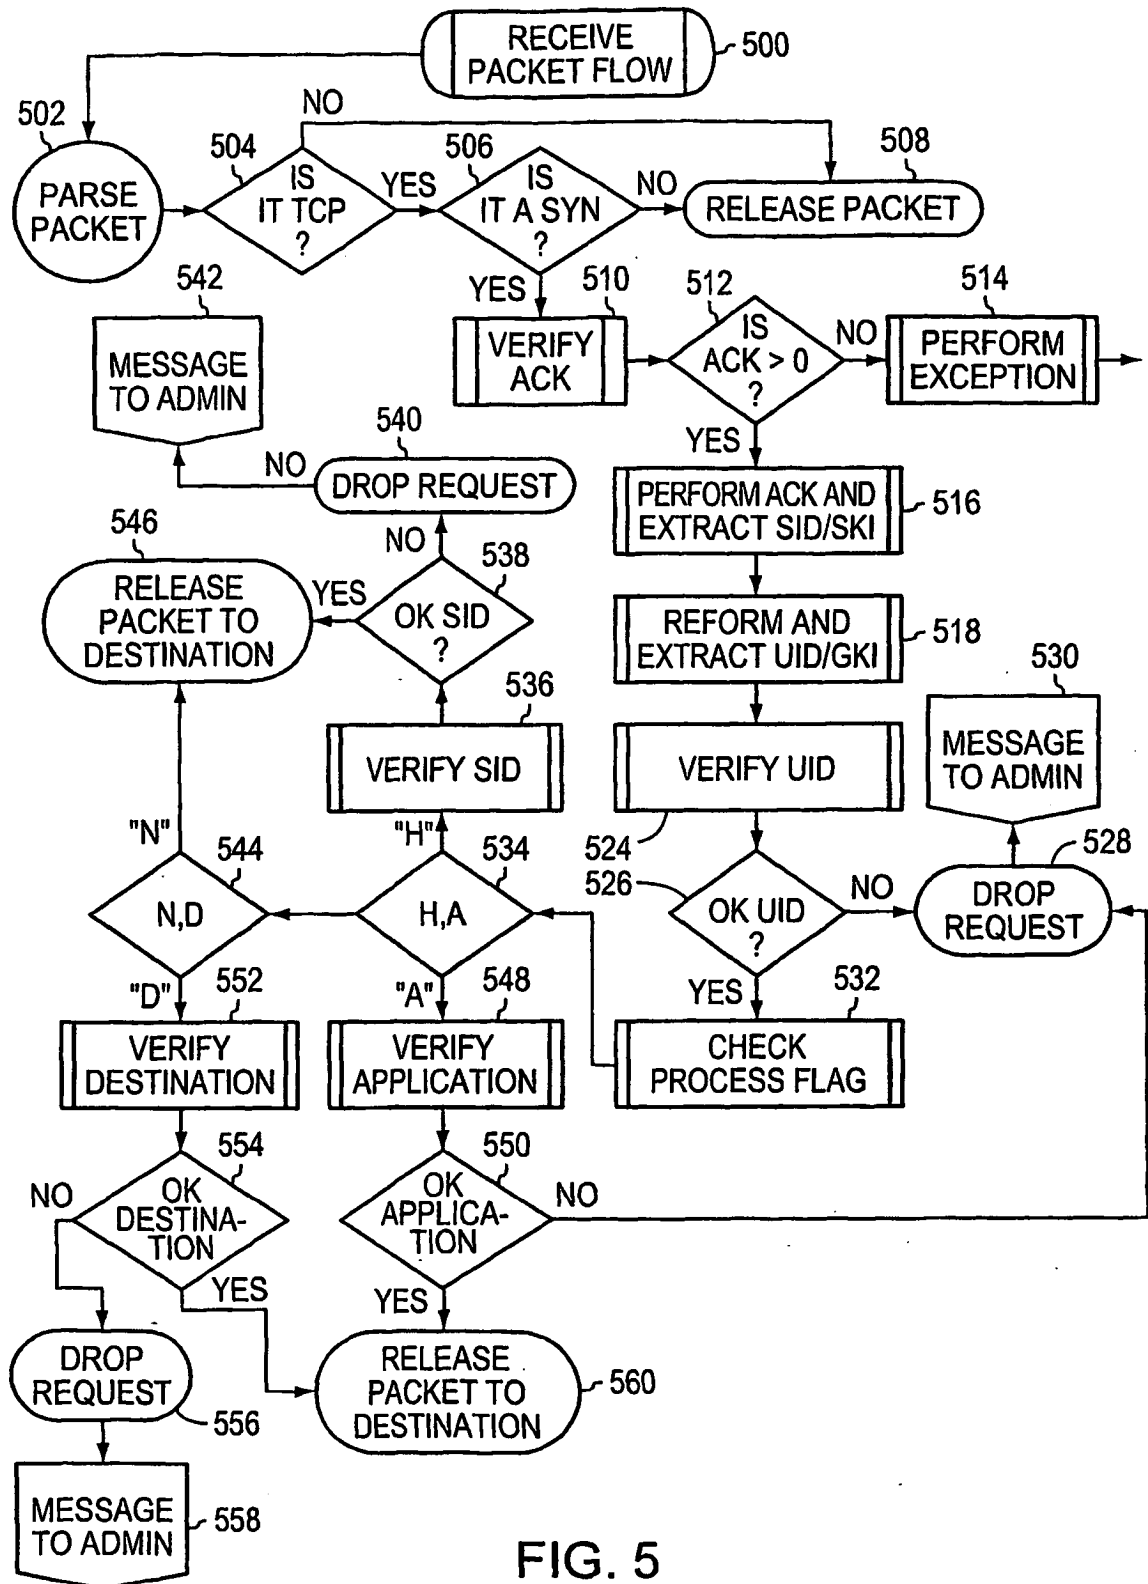 RECEIVE
PACKET FLOW
500
502
PARSE
PACKET
NO
504
IS
IT TCP
?
YES
506
IS
IT A SYN
?
NO
508
RELEASE PACKET
YES
510
VERIFY
ACK
512
IS
ACK > 0
?
NO
514
PERFORM
EXCEPTION
542
MESSAGE
TO ADMIN
NO
540
DROP REQUEST
YES
PERFORM ACK AND
EXTRACT SID/SKI
516
546
RELEASE
PACKET TO
DESTINATION
YES
NO
538
OK SID
?
REFORM AND
EXTRACT UID/GKI
518
536
VERIFY SID
VERIFY UID
524
530
MESSAGE
TO ADMIN
"N"
544
N,D
"H"
534
H,A
526
OK UID
?
NO
528
DROP
REQUEST
"D"
552
VERIFY
DESTINATION
"A"
548
VERIFY
APPLICATION
YES
532
CHECK
PROCESS FLAG
554
NO
OK
DESTINA-
TION
YES
550
OK
APPLICA-
TION
NO
YES
DROP
REQUEST
556
RELEASE
PACKET TO
DESTINATION
560
MESSAGE
TO ADMIN
558
FIG. 5